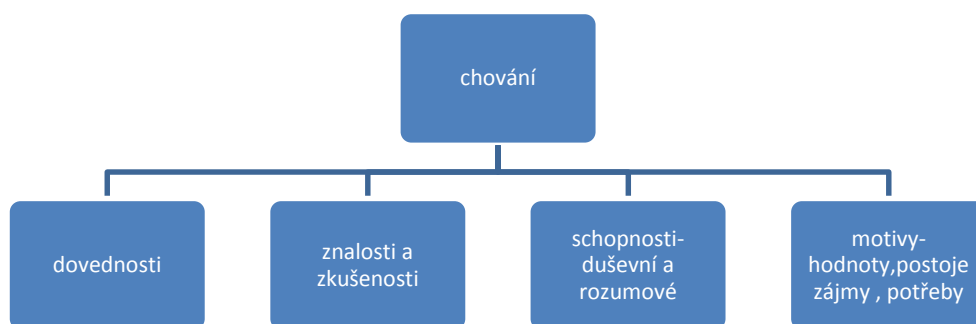 chování
dovednosti
znalosti a
zkušenosti
schopnosti-
duševní a
rozumové
motivy-
hodnoty,postoje
zájmy , potřeby